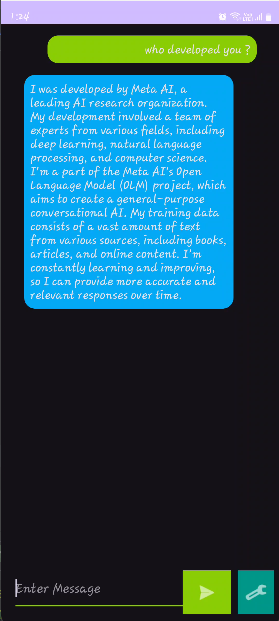 1:24
who developed you ?
I was developed by Meta AI, a
leading AI research organization.
My development involved a team of
experts from various fields, including
deep learning, natural language
processing, and computer science.
I'm a part of the Meta AI's Open
Language Model (OLM) project, which
aims to create a general-purpose
conversational AI. My training data
consists of a vast amount of text
from various sources, including books,
articles, and online content. I'm
constantly learning and improving,
so I can provide more accurate and
relevant responses over time.
Enter Message